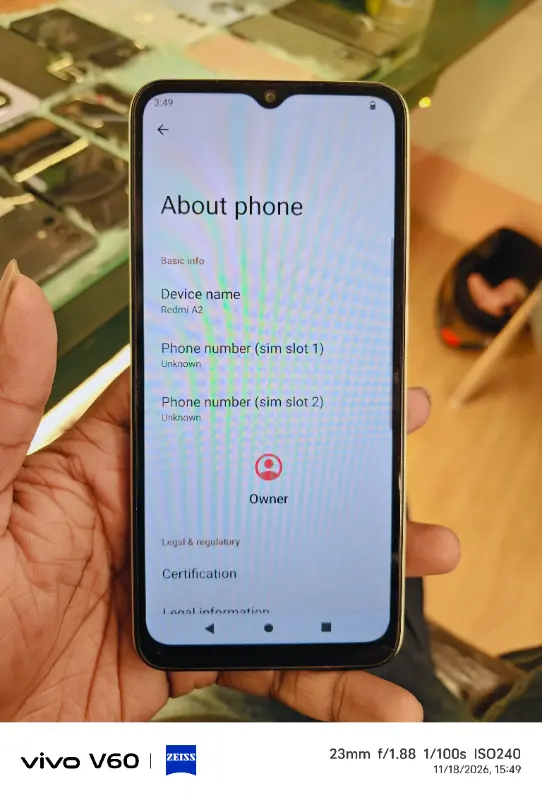 3:49
About phone
Basic info
Device name
Redmi A2
Phone number (sim slot 1)
Unknown
Phone number (sim slot 2)
Unknown
Owner
Legal & regulatory
Certification
Legal information
vivo V60 | ZEISS
23mm f/1.88 1/100s ISO240
11/18/2026, 15:49